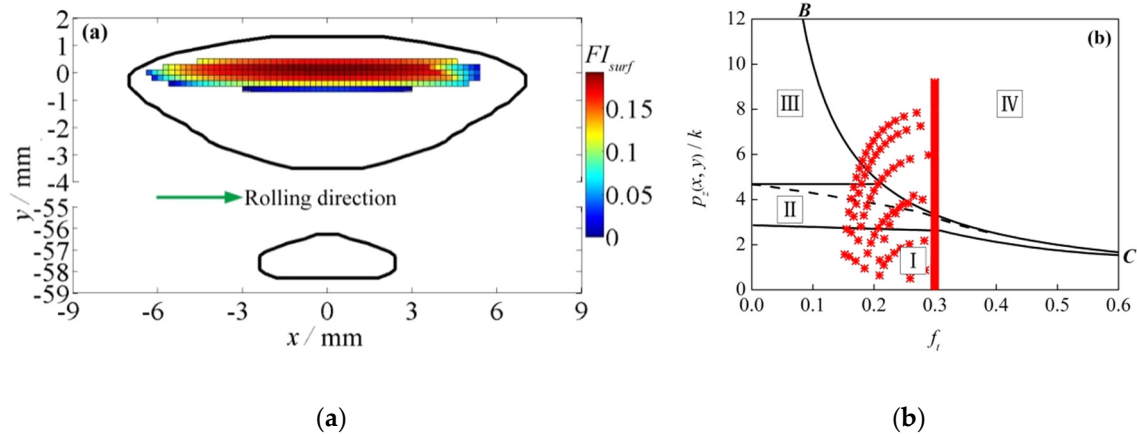 (a)
2
1
0
-1
-2
-3
-4
-55
-56
-57
-58
-59
y / mm
Rolling direction
-9
-6
-3
0
3
6
9
x / mm
FI_surf
0.15
0.1
0.05
0
(b)
B
12
10
8
6
4
2
0
p_z(x, y) / k
III
IV
II
I
C
0.0
0.1
0.2
0.3
0.4
0.5
0.6
f_t
(a)
(b)